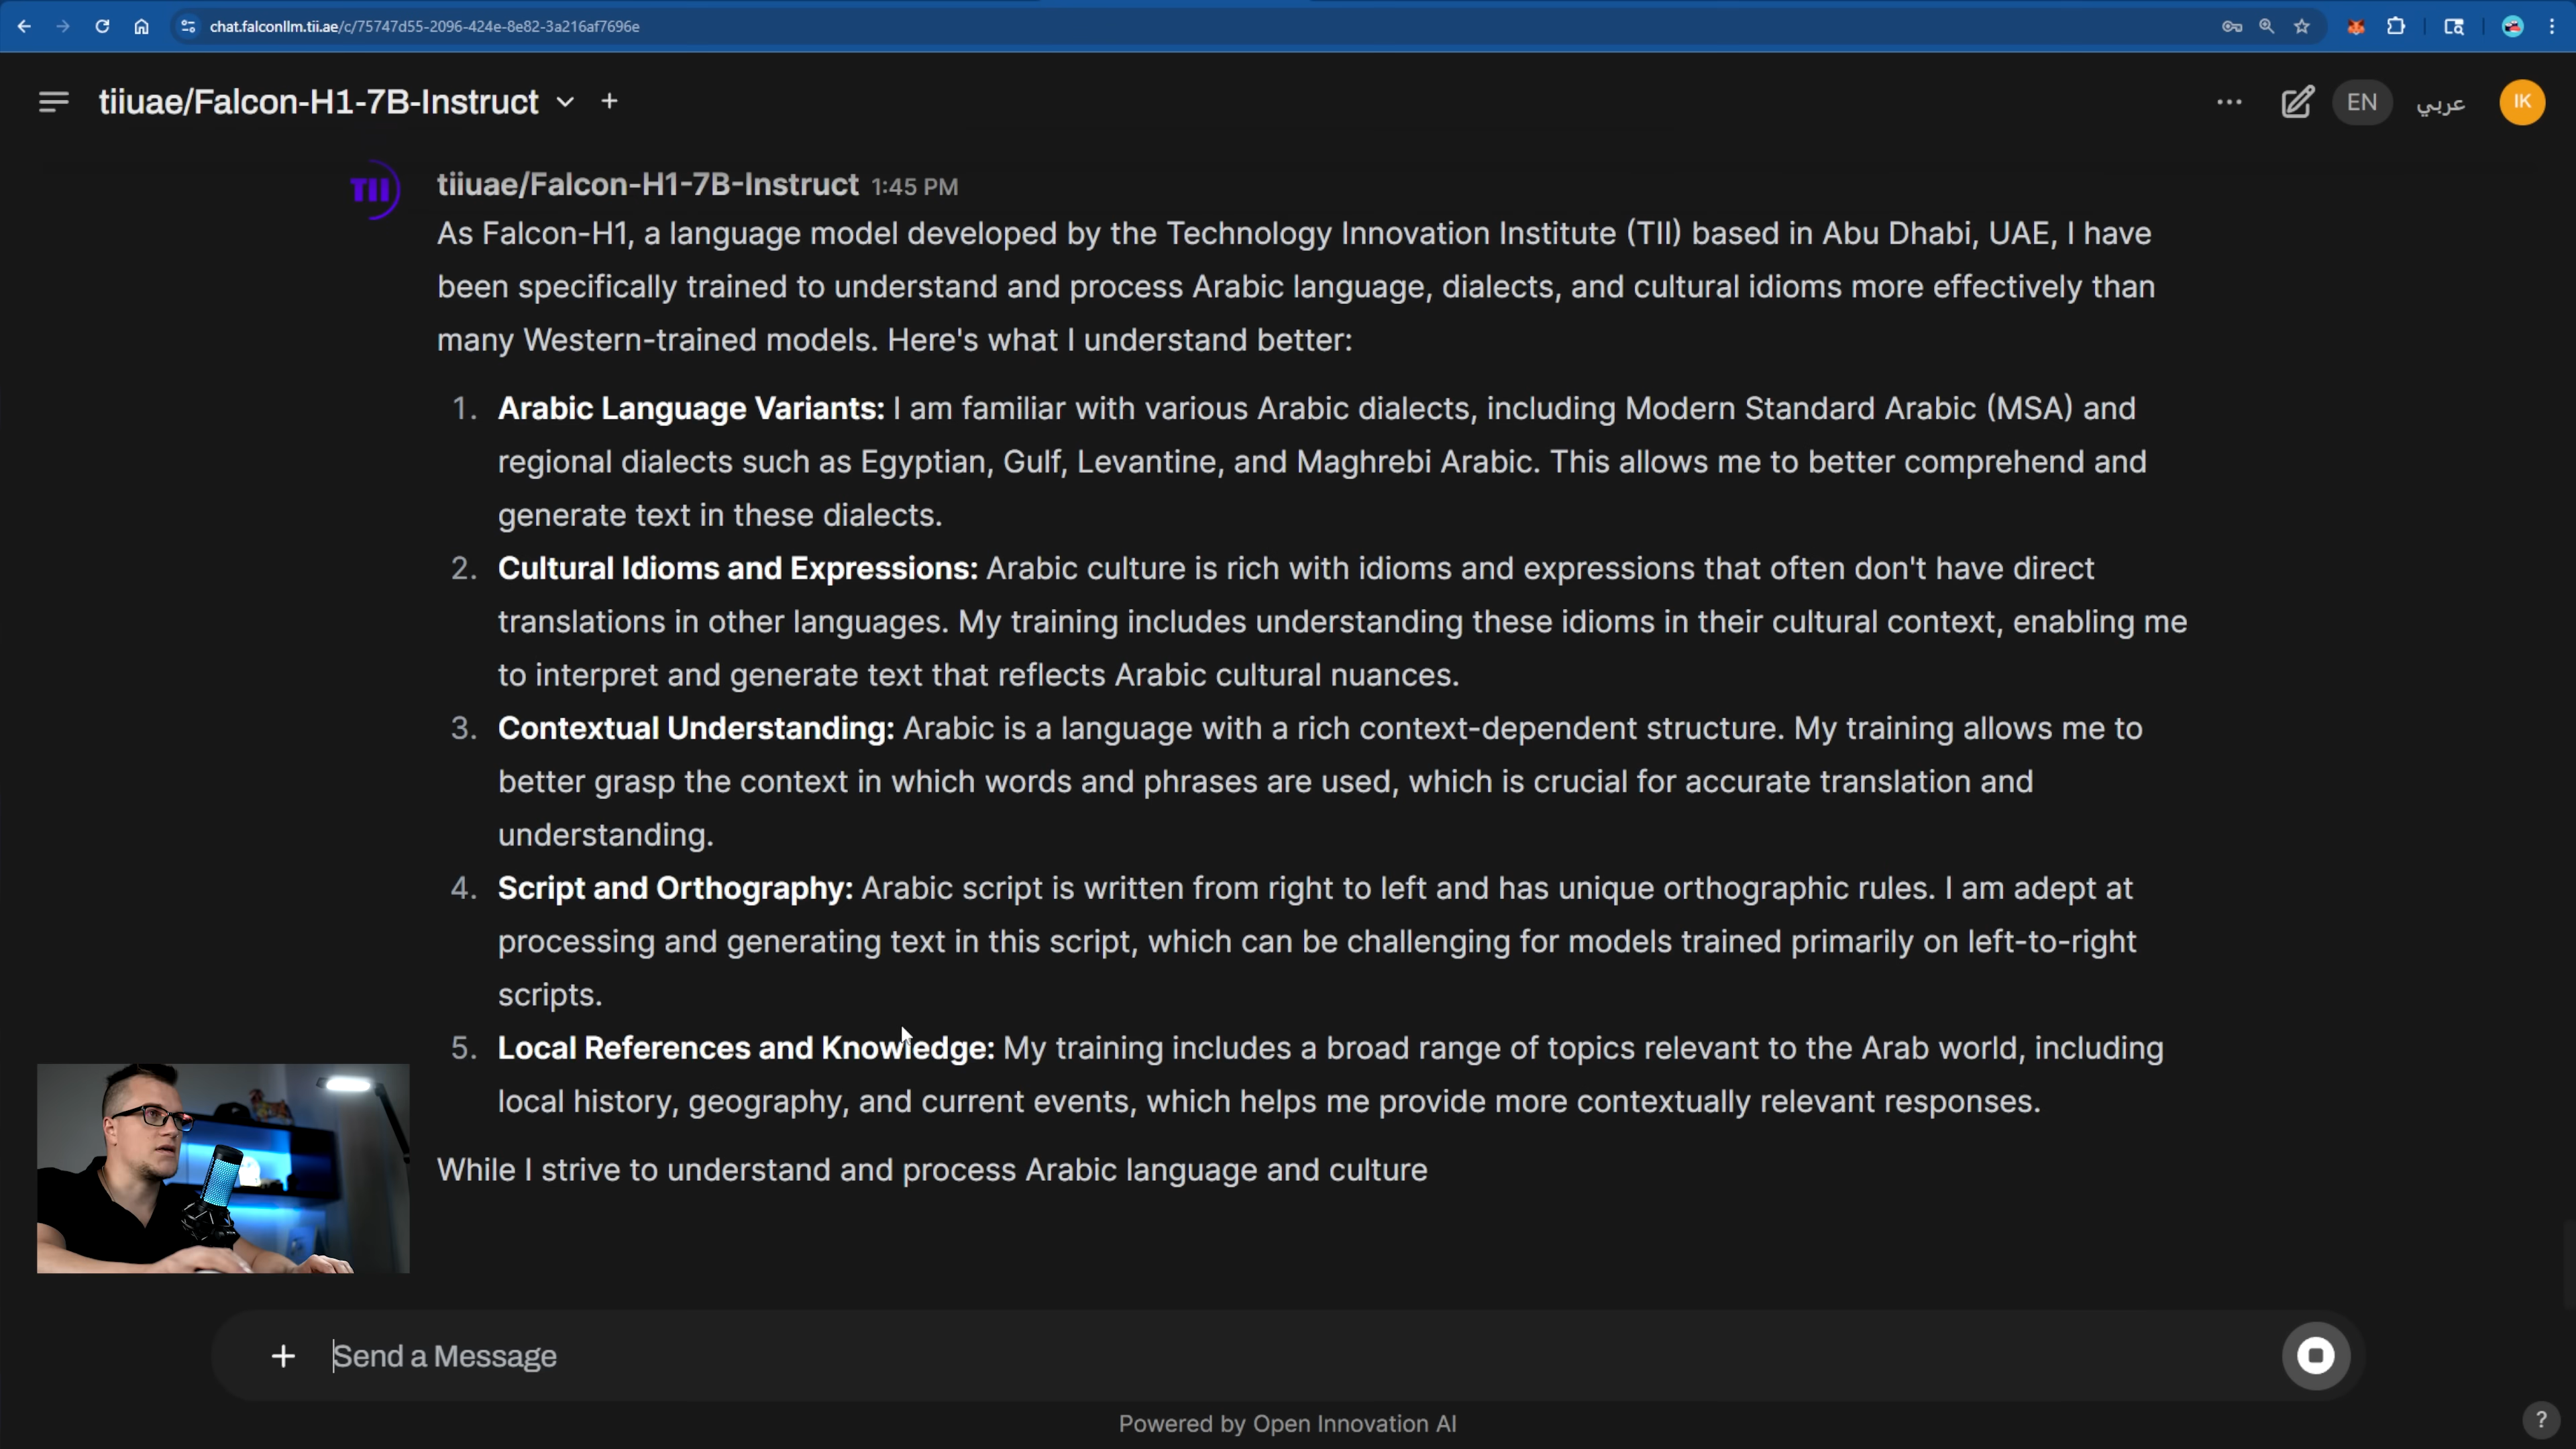 chat.falconllm.tii.ae/c/75747d55-2096-424e-8e82-3a216af7696e
tiiuae/Falcon-H1-7B-Instruct
EN
عربي
IK
TII
tiiuae/Falcon-H1-7B-Instruct 1:45 PM
As Falcon-H1, a language model developed by the Technology Innovation Institute (TII) based in Abu Dhabi, UAE, I have
been specifically trained to understand and process Arabic language, dialects, and cultural idioms more effectively than
many Western-trained models. Here's what I understand better:
1. Arabic Language Variants: I am familiar with various Arabic dialects, including Modern Standard Arabic (MSA) and
regional dialects such as Egyptian, Gulf, Levantine, and Maghrebi Arabic. This allows me to better comprehend and
generate text in these dialects.
2. Cultural Idioms and Expressions: Arabic culture is rich with idioms and expressions that often don't have direct
translations in other languages. My training includes understanding these idioms in their cultural context, enabling me
to interpret and generate text that reflects Arabic cultural nuances.
3. Contextual Understanding: Arabic is a language with a rich context-dependent structure. My training allows me to
better grasp the context in which words and phrases are used, which is crucial for accurate translation and
understanding.
4. Script and Orthography: Arabic script is written from right to left and has unique orthographic rules. I am adept at
processing and generating text in this script, which can be challenging for models trained primarily on left-to-right
scripts.
5. Local References and Knowledge: My training includes a broad range of topics relevant to the Arab world, including
local history, geography, and current events, which helps me provide more contextually relevant responses.
While I strive to understand and process Arabic language and culture
Send a Message
Powered by Open Innovation AI
?